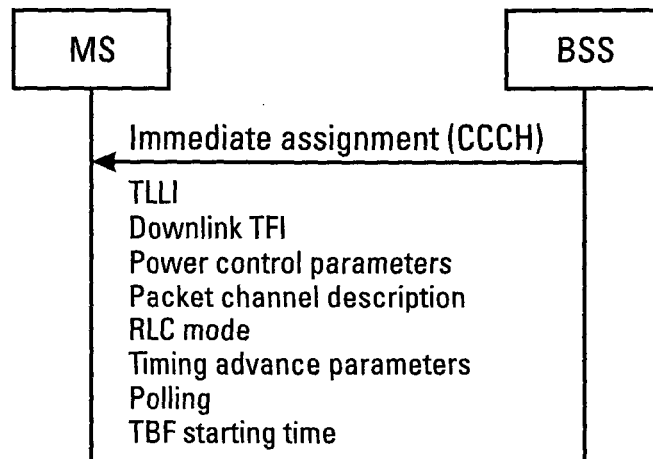 MS
BSS
Immediate assignment (CCCH)
TLLI
Downlink TFI
Power control parameters
Packet channel description
RLC mode
Timing advance parameters
Polling
TBF starting time